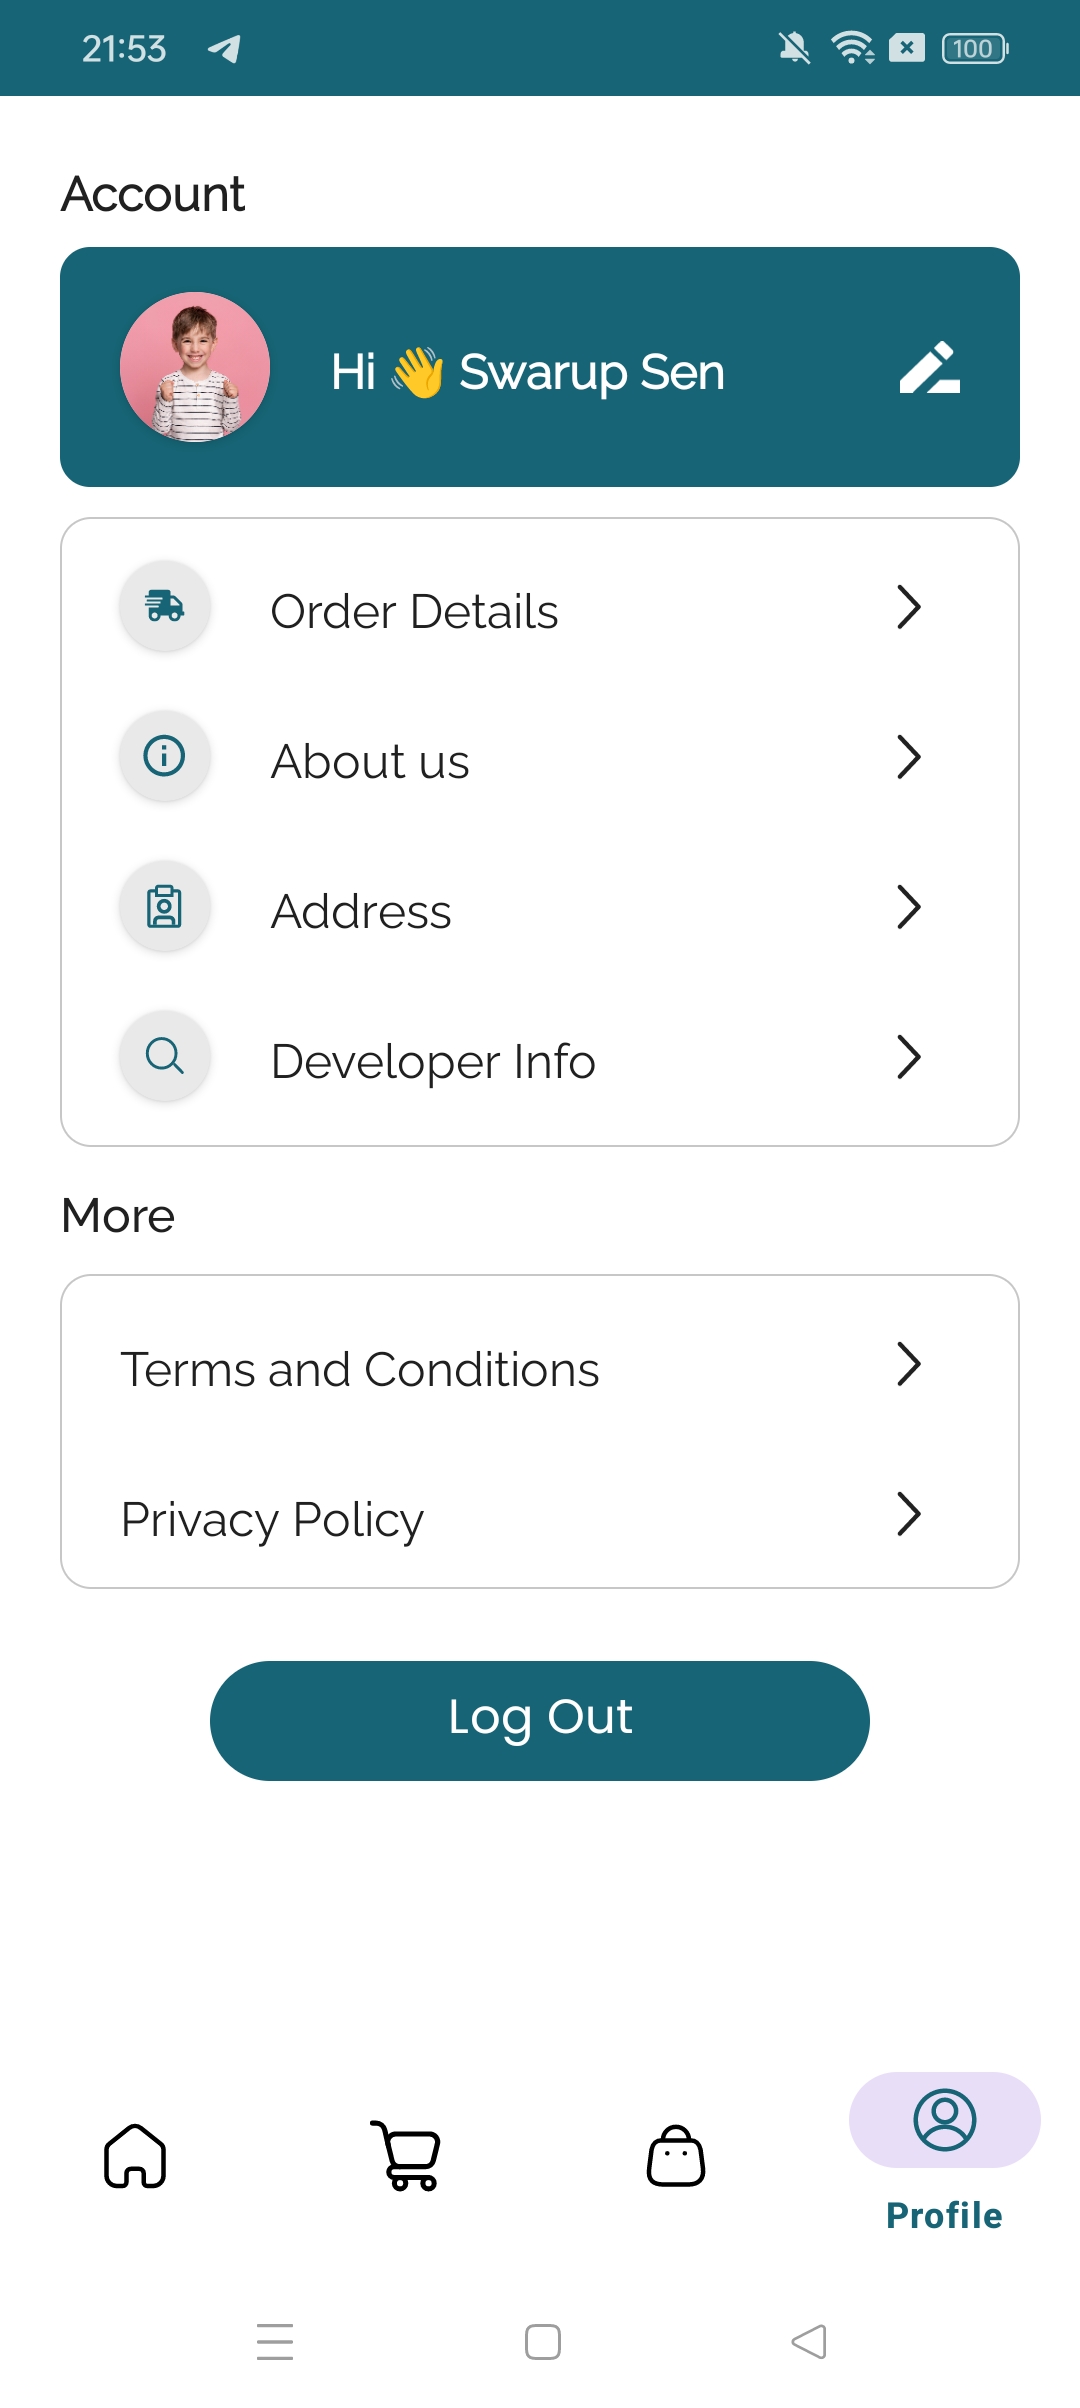 21:53
100
Account
Hi 👋 Swarup Sen
Order Details
About us
Address
Developer Info
More
Terms and Conditions
Privacy Policy
Log Out
Profile